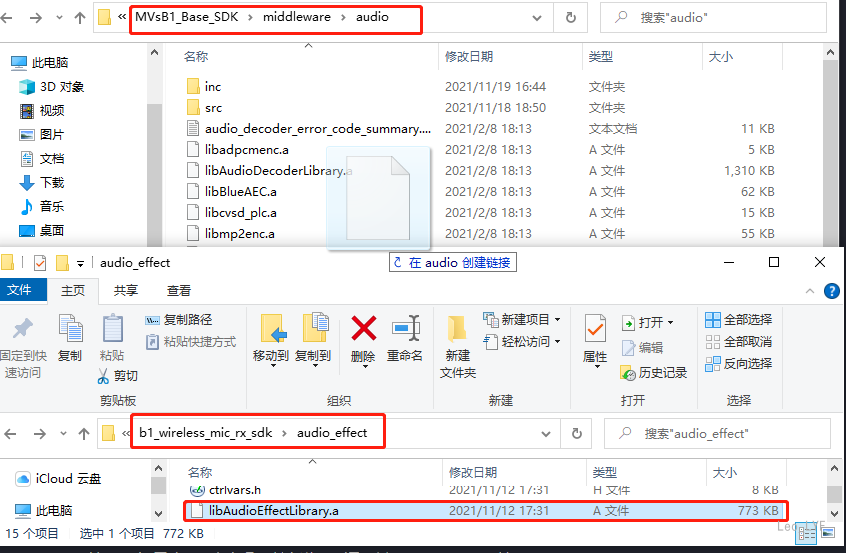 « MVsB1_Base_SDK › middleware › audio
搜索"audio"
名称 修改日期 类型 大小
此电脑
3D 对象
视频
图片
文档
下载
音乐
桌面
inc 2021/11/19 16:44 文件夹
src 2021/11/18 18:50 文件夹
audio_decoder_error_code_summary.... 2021/2/8 18:13 文本文档 11 KB
libadpcmenc.a 2021/2/8 18:13 A 文件 5 KB
libAudioDecoderLibrary.a 2021/2/8 18:13 A 文件 1,310 KB
libBlueAEC.a 2021/2/8 18:13 A 文件 62 KB
libcvsd_plc.a 2021/2/8 18:13 A 文件 15 KB
libmp2enc.a 2021/2/8 18:13 A 文件 55 KB
在 audio 创建链接
audio_effect
文件 主页 共享 查看
固定到快
速访问
复制
粘贴
复制路径
粘贴快捷方式
剪切
剪贴板
移动到
复制到
删除
重命名
组织
新建
文件夹
新建项目
轻松访问
新建
属性
打开
编辑
历史记录
打开
全部选择
全部取消
反向选择
选择
« b1_wireless_mic_rx_sdk › audio_effect
搜索"audio_effect"
名称 修改日期 类型 大小
iCloud 云盘
此电脑
ctrlvars.h 2021/11/12 17:31 H 文件 8 KB
libAudioEffectLibrary.a 2021/11/12 17:31 A 文件 773 KB
15 个项目 选中 1 个项目 772 KB